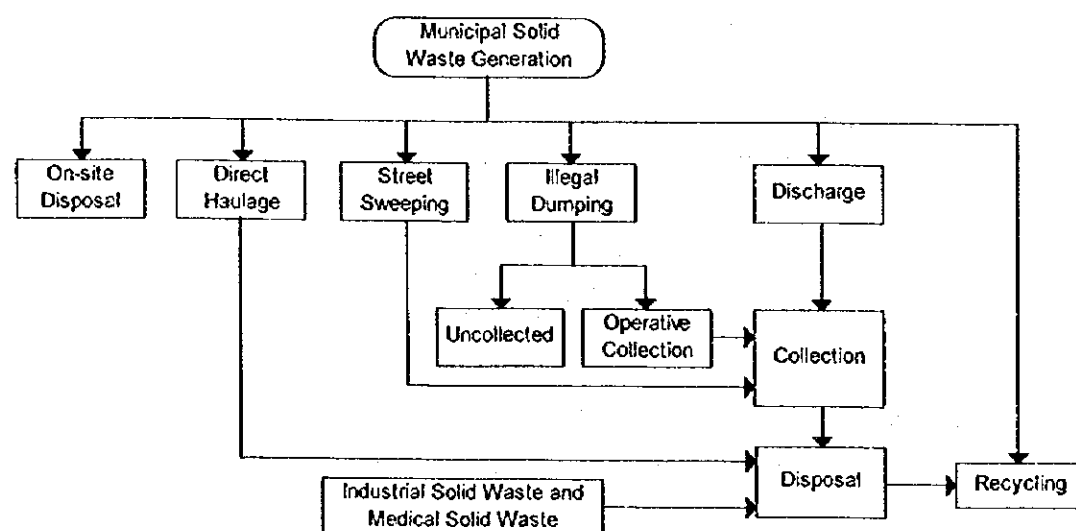 Municipal Solid
Waste Generation
On-site
Disposal
Direct
Haulage
Street
Sweeping
Illegal
Dumping
Discharge
Uncollected
Operative
Collection
Collection
Disposal
Recycling
Industrial Solid Waste and
Medical Solid Waste